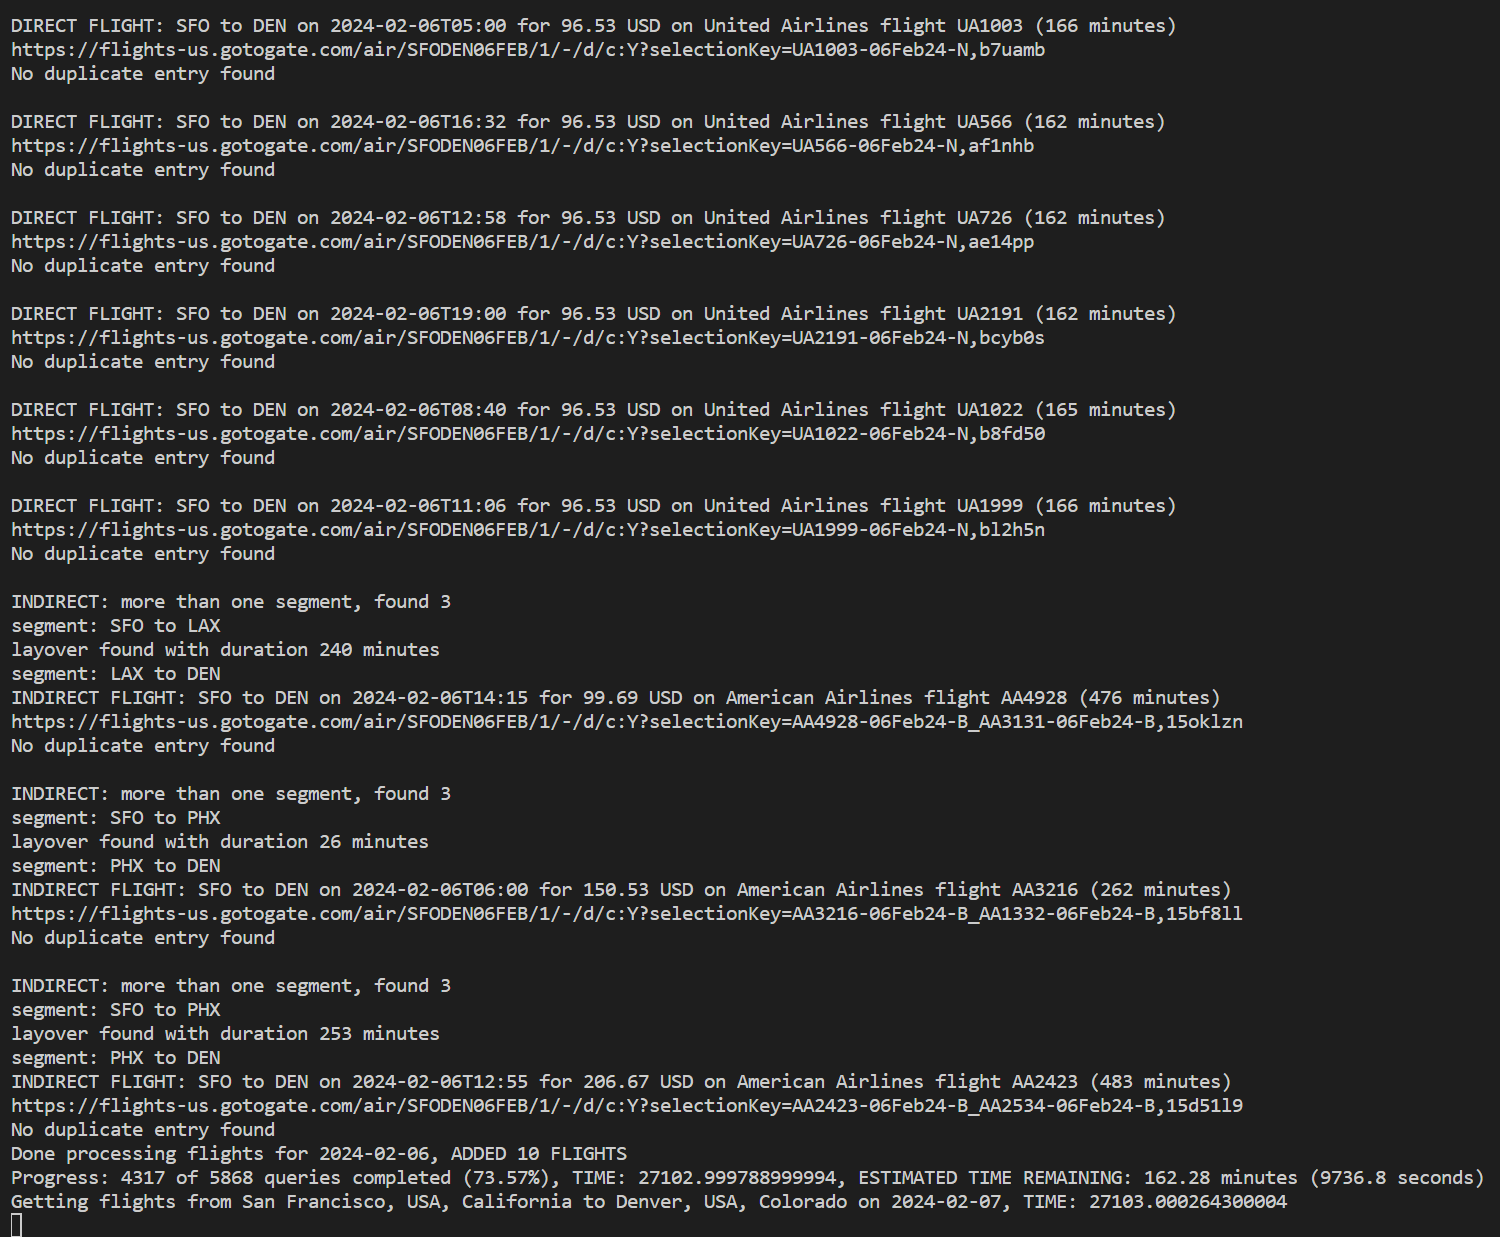 DIRECT FLIGHT: SFO to DEN on 2024-02-06T05:00 for 96.53 USD on United Airlines flight UA1003 (166 minutes)
https://flights-us.gotogate.com/air/SFODEN06FEB/1/-/d/c:Y?selectionKey=UA1003-06Feb24-N,b7uamb
No duplicate entry found

DIRECT FLIGHT: SFO to DEN on 2024-02-06T16:32 for 96.53 USD on United Airlines flight UA566 (162 minutes)
https://flights-us.gotogate.com/air/SFODEN06FEB/1/-/d/c:Y?selectionKey=UA566-06Feb24-N,af1nhb
No duplicate entry found

DIRECT FLIGHT: SFO to DEN on 2024-02-06T12:58 for 96.53 USD on United Airlines flight UA726 (162 minutes)
https://flights-us.gotogate.com/air/SFODEN06FEB/1/-/d/c:Y?selectionKey=UA726-06Feb24-N,ae14pp
No duplicate entry found

DIRECT FLIGHT: SFO to DEN on 2024-02-06T19:00 for 96.53 USD on United Airlines flight UA2191 (162 minutes)
https://flights-us.gotogate.com/air/SFODEN06FEB/1/-/d/c:Y?selectionKey=UA2191-06Feb24-N,bcyb0s
No duplicate entry found

DIRECT FLIGHT: SFO to DEN on 2024-02-06T08:40 for 96.53 USD on United Airlines flight UA1022 (165 minutes)
https://flights-us.gotogate.com/air/SFODEN06FEB/1/-/d/c:Y?selectionKey=UA1022-06Feb24-N,b8fd50
No duplicate entry found

DIRECT FLIGHT: SFO to DEN on 2024-02-06T11:06 for 96.53 USD on United Airlines flight UA1999 (166 minutes)
https://flights-us.gotogate.com/air/SFODEN06FEB/1/-/d/c:Y?selectionKey=UA1999-06Feb24-N,bl2h5n
No duplicate entry found

INDIRECT: more than one segment, found 3
segment: SFO to LAX
layover found with duration 240 minutes
segment: LAX to DEN
INDIRECT FLIGHT: SFO to DEN on 2024-02-06T14:15 for 99.69 USD on American Airlines flight AA4928 (476 minutes)
https://flights-us.gotogate.com/air/SFODEN06FEB/1/-/d/c:Y?selectionKey=AA4928-06Feb24-B_AA3131-06Feb24-B,15oklzn
No duplicate entry found

INDIRECT: more than one segment, found 3
segment: SFO to PHX
layover found with duration 26 minutes
segment: PHX to DEN
INDIRECT FLIGHT: SFO to DEN on 2024-02-06T06:00 for 150.53 USD on American Airlines flight AA3216 (262 minutes)
https://flights-us.gotogate.com/air/SFODEN06FEB/1/-/d/c:Y?selectionKey=AA3216-06Feb24-B_AA1332-06Feb24-B,15bf8ll
No duplicate entry found

INDIRECT: more than one segment, found 3
segment: SFO to PHX
layover found with duration 253 minutes
segment: PHX to DEN
INDIRECT FLIGHT: SFO to DEN on 2024-02-06T12:55 for 206.67 USD on American Airlines flight AA2423 (483 minutes)
https://flights-us.gotogate.com/air/SFODEN06FEB/1/-/d/c:Y?selectionKey=AA2423-06Feb24-B_AA2534-06Feb24-B,15d51l9
No duplicate entry found
Done processing flights for 2024-02-06, ADDED 10 FLIGHTS
Progress: 4317 of 5868 queries completed (73.57%), TIME: 27102.999788999994, ESTIMATED TIME REMAINING: 162.28 minutes (9736.8 seconds)
Getting flights from San Francisco, USA, California to Denver, USA, Colorado on 2024-02-07, TIME: 27103.000264300004